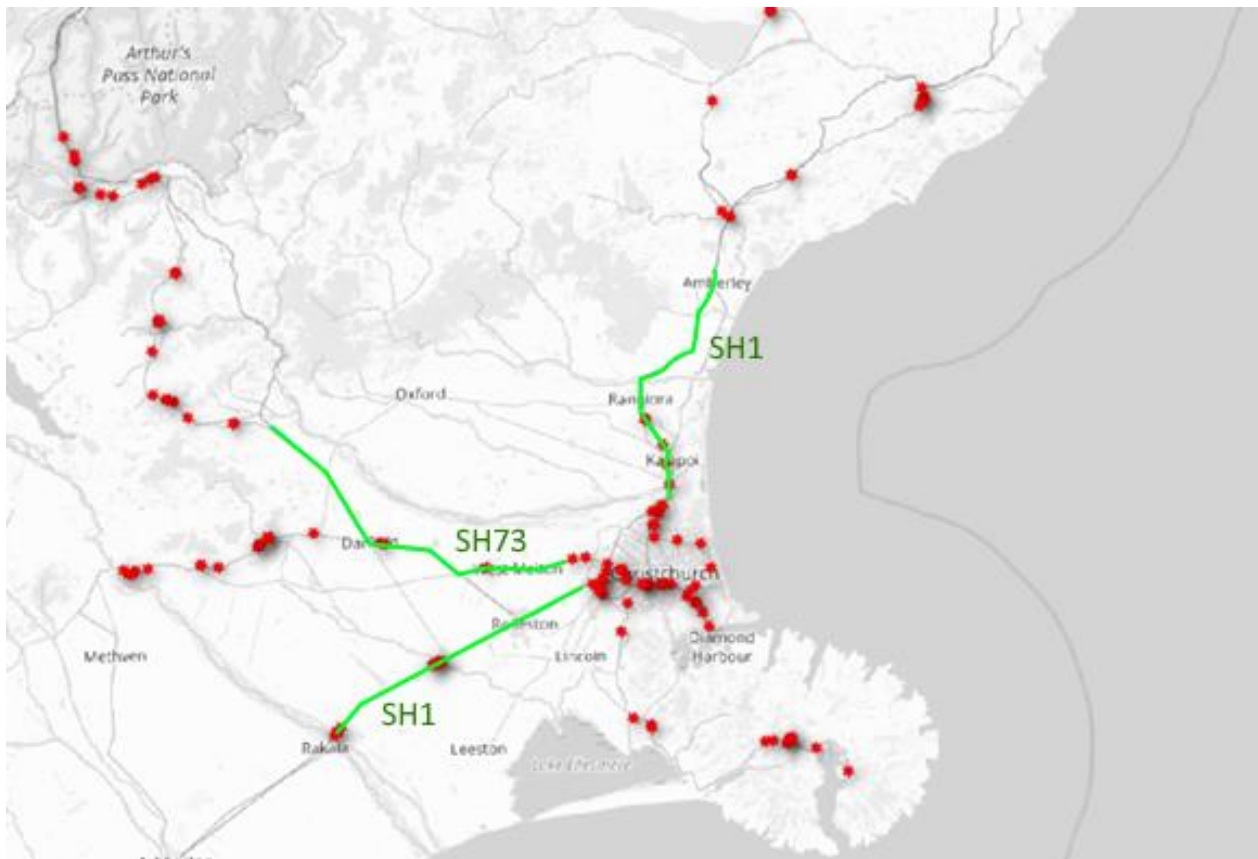 Arthur's
Pass National
Park
Amberley
SH1
Oxford
Rangiora
Kaiapoi
SH73
West Melton
Christchurch
Rolleston
Diamond
Harbour
Lincoln
Methven
SH1
Rakaia
Leeston